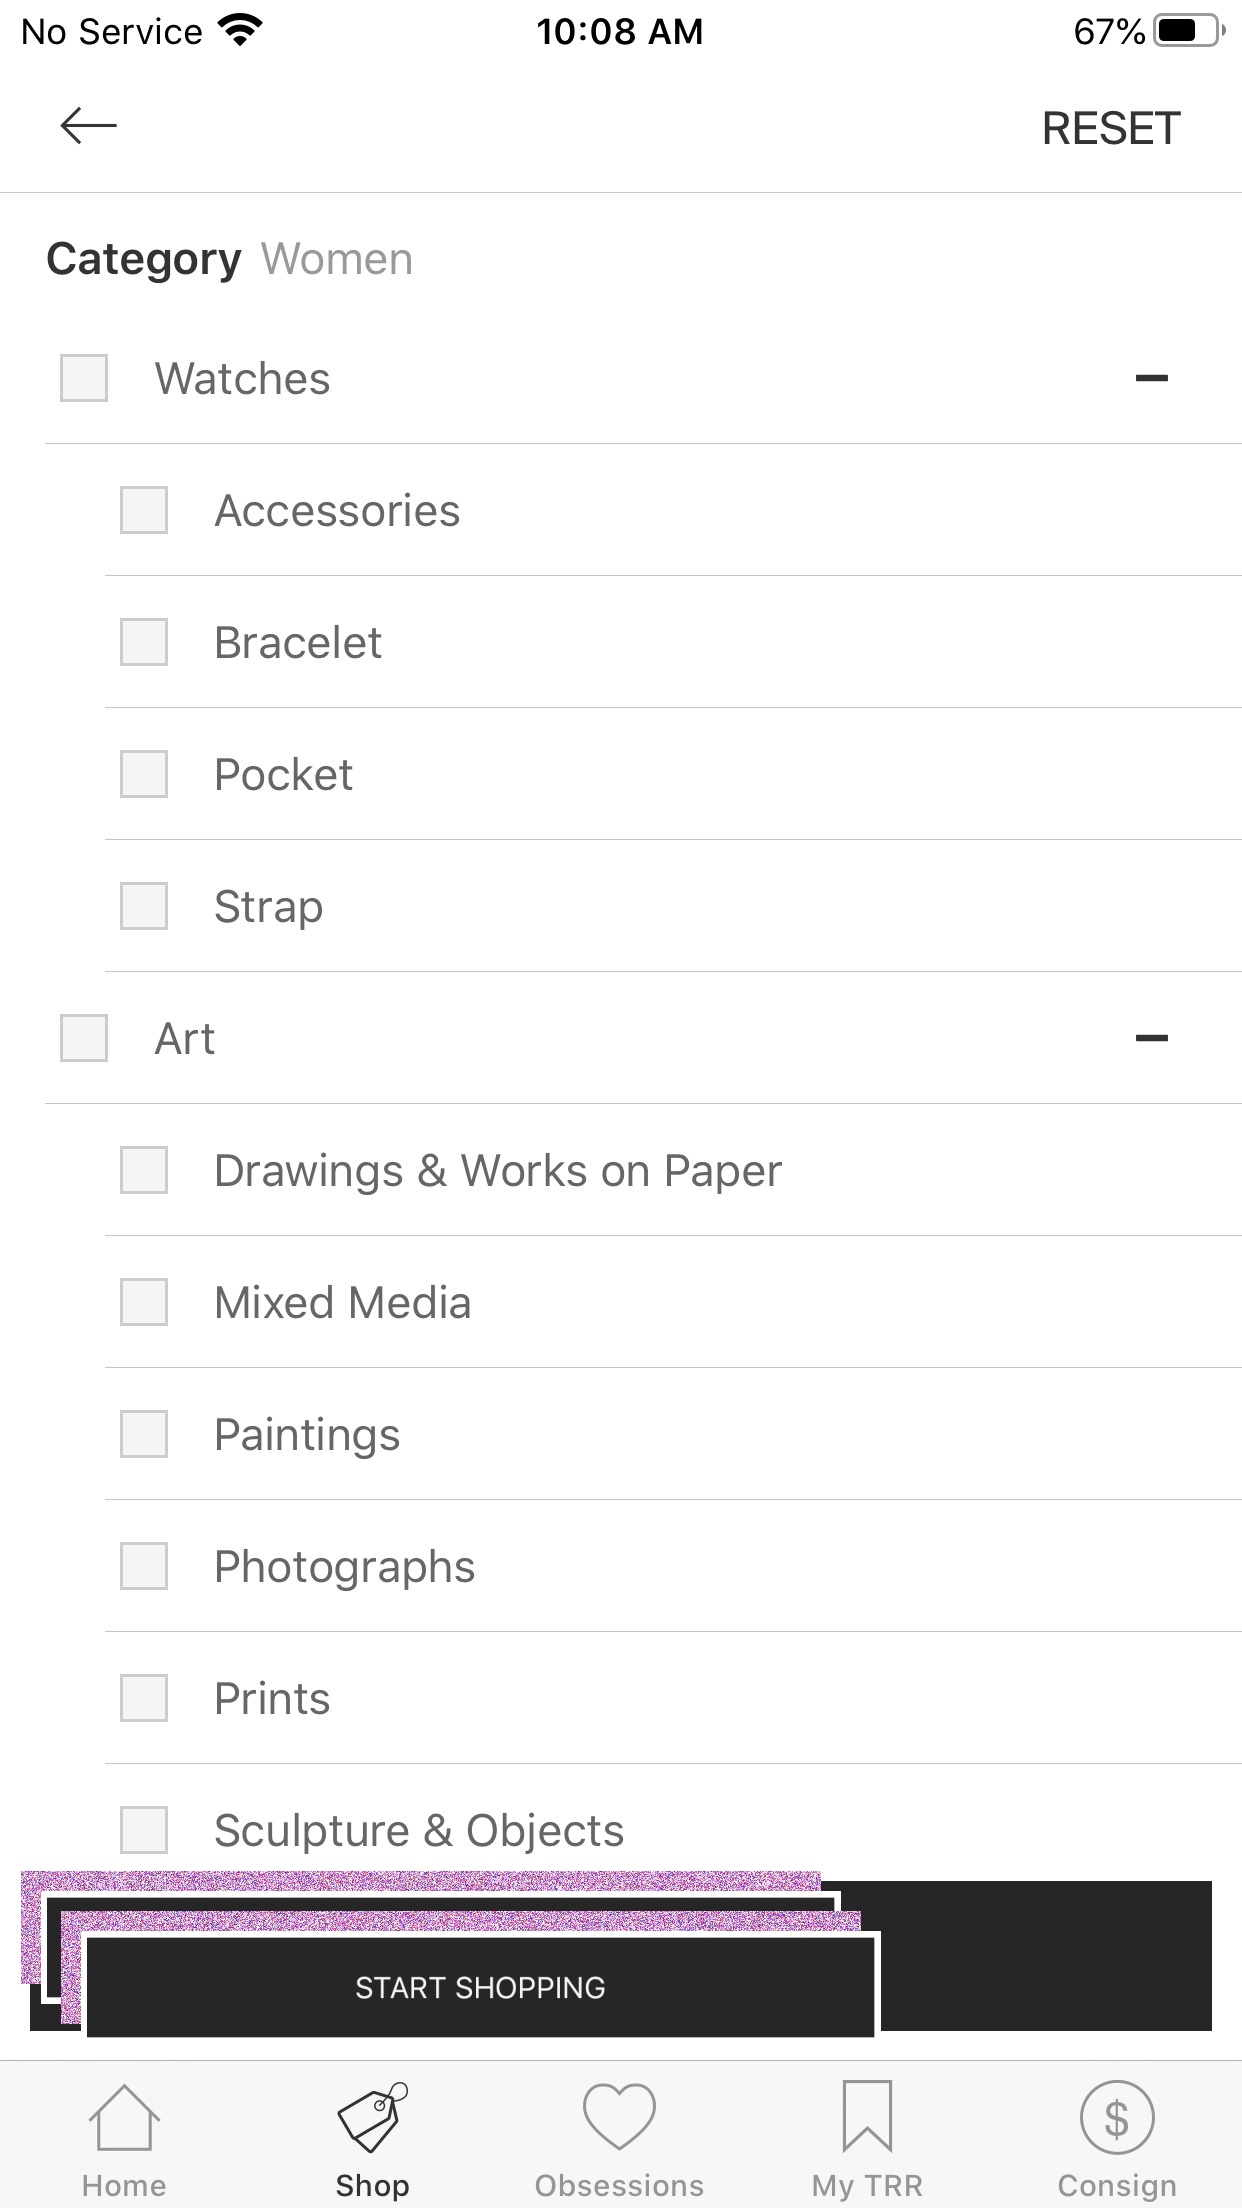 No Service 10:08 AM 67%
RESET
Category Women
Watches
Accessories
Bracelet
Pocket
Strap
Art
Drawings & Works on Paper
Mixed Media
Paintings
Photographs
Prints
Sculpture & Objects
START SHOPPING
Home Shop Obsessions My TRR Consign